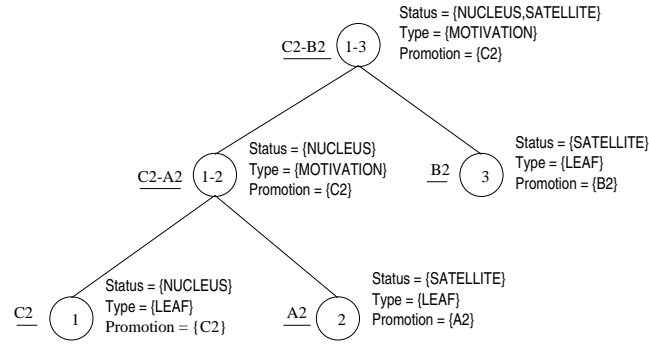 Status = {NUCLEUS,SATELLITE}
C2-B2
1-3
Type = {MOTIVATION}
Promotion = {C2}
Status = {NUCLEUS}
C2-A2
1-2
Type = {MOTIVATION}
Promotion = {C2}
Status = {SATELLITE}
B2
3
Type = {LEAF}
Promotion = {B2}
Status = {NUCLEUS}
C2
1
Type = {LEAF}
Promotion = {C2}
Status = {SATELLITE}
A2
2
Type = {LEAF}
Promotion = {A2}